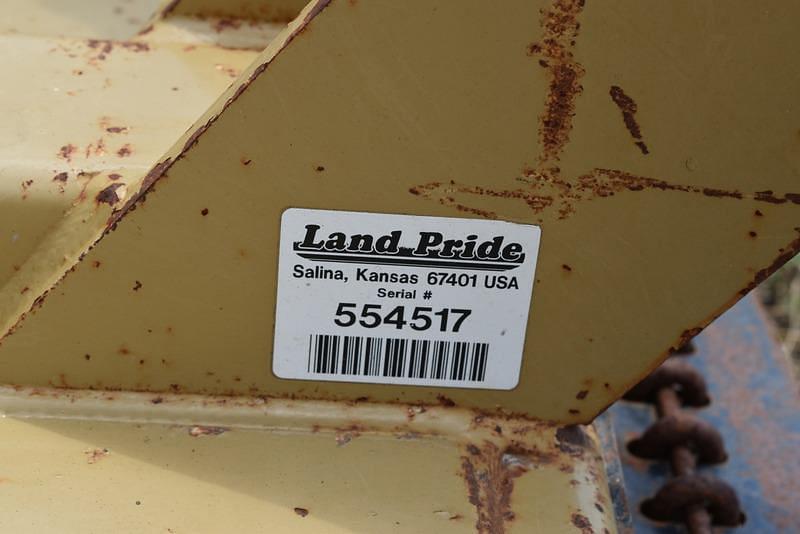 Land Pride
Salina, Kansas 67401 USA
Serial #
554517